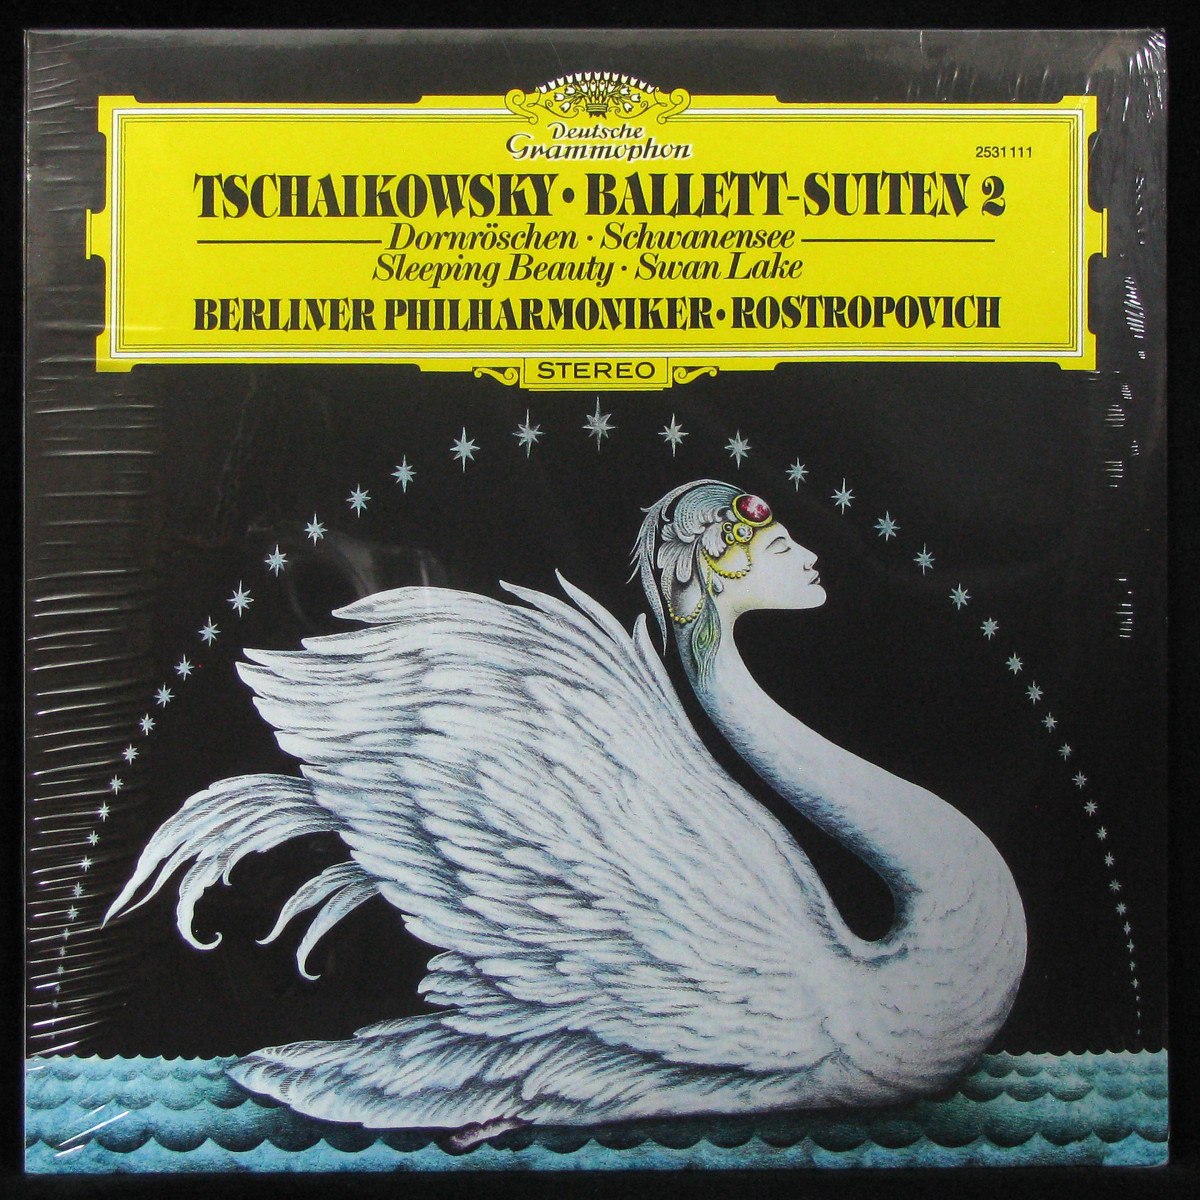 Deutsche
Grammophon
2531 111
TSCHAIKOWSKY · BALLETT-SUITEN 2
Dornröschen · Schwanensee
Sleeping Beauty · Swan Lake
BERLINER PHILHARMONIKER · ROSTROPOVICH
STEREO